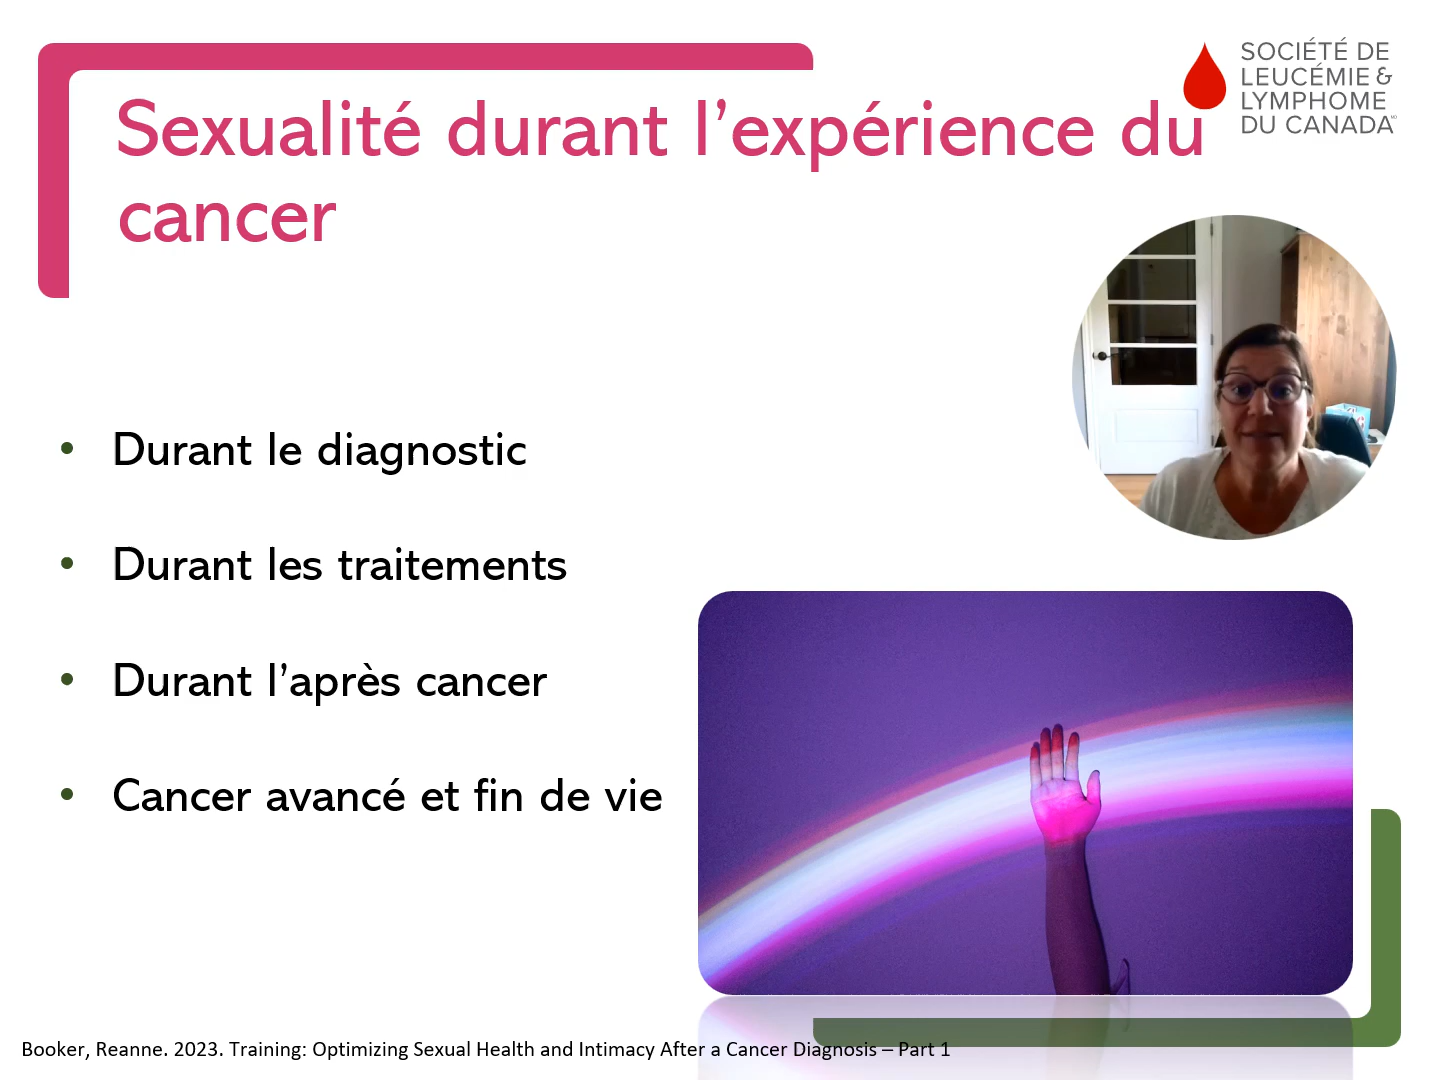 Sexualité durant l’expérience du
cancer
SOCIÉTÉ DE
LEUCÉMIE &
LYMPHOME
DU CANADA
• Durant le diagnostic
• Durant les traitements
• Durant l’après cancer
• Cancer avancé et fin de vie
Booker, Reanne. 2023. Training: Optimizing Sexual Health and Intimacy After a Cancer Diagnosis – Part 1